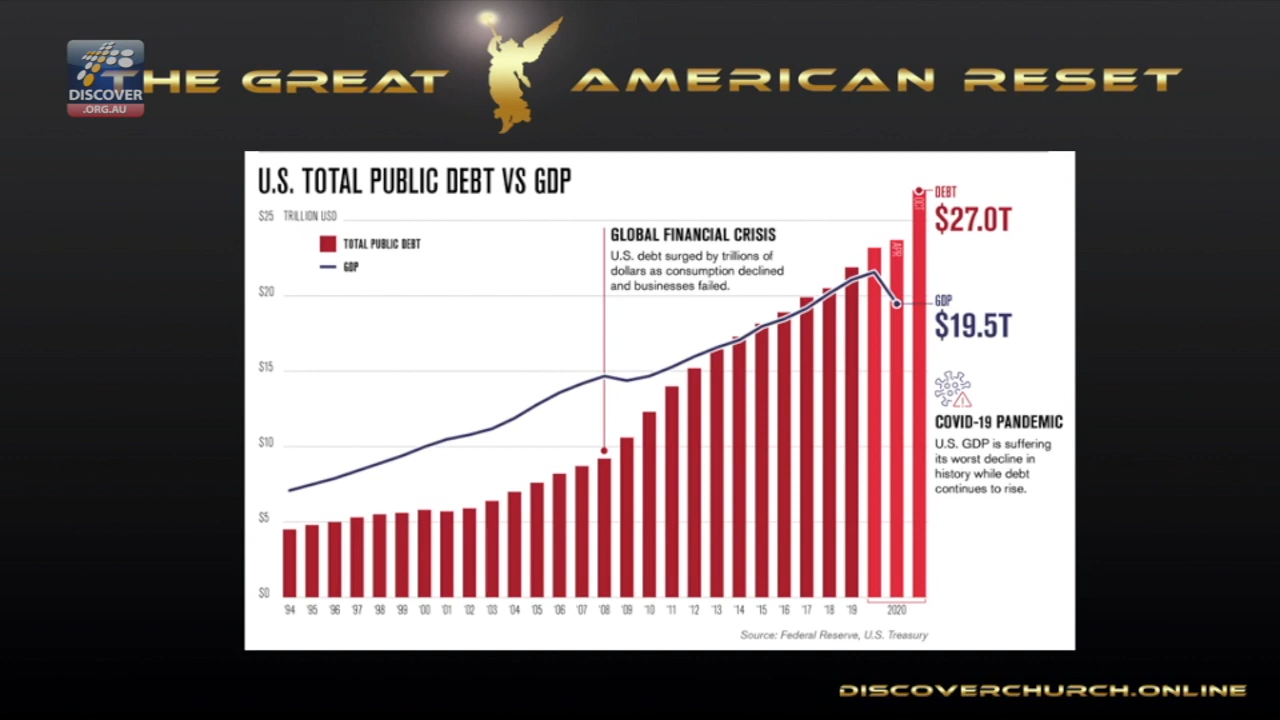 THE GREAT AMERICAN RESET
DISCOVER
.ORG.AU
U.S. TOTAL PUBLIC DEBT VS GDP
$25 TRILLION USD
TOTAL PUBLIC DEBT
GDP
GLOBAL FINANCIAL CRISIS
U.S. debt surged by trillions of
dollars as consumption declined
and businesses failed.
DEBT
$27.0T
OCT
APR
$20
GDP
$19.5T
$15
COVID-19 PANDEMIC
U.S. GDP is suffering
its worst decline in
history while debt
continues to rise.
$10
$5
$0
'94 '95 '96 '97 '98 '99 '00 '01 '02 '03 '04 '05 '06 '07 '08 '09 '10 '11 '12 '13 '14 '15 '16 '17 '18 '19 2020
Source: Federal Reserve, U.S. Treasury
DISCOVERCHURCH.ONLINE